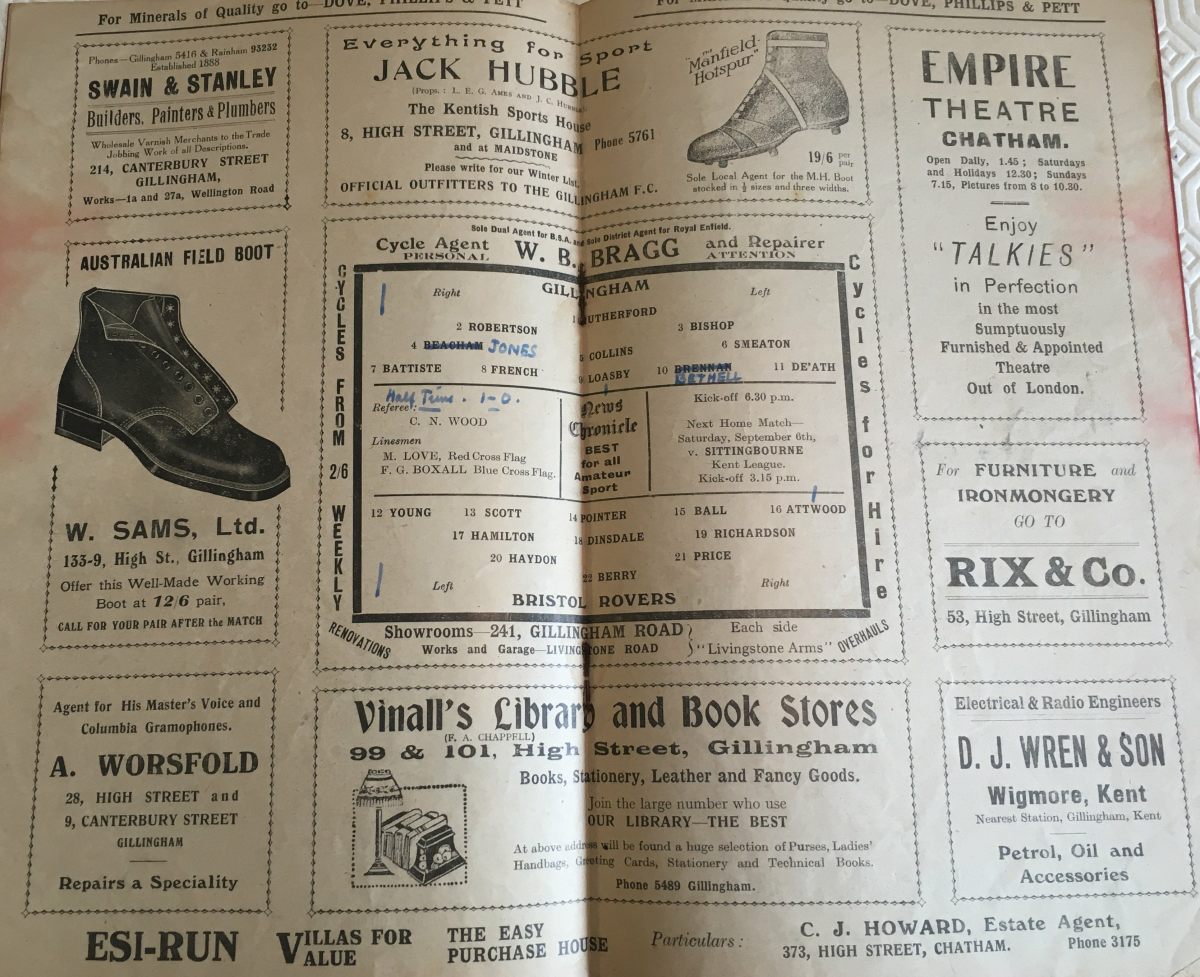 For Minerals of Quality go to—DOVE, PHILLIPS & PETT
For Minerals of Quality go to—DOVE, PHILLIPS & PETT
Phones—Gillingham 5416 & Rainham 93232
Established 1888
SWAIN & STANLEY
Builders, Painters & Plumbers
Wholesale Varnish Merchants to the Trade
Jobbing Work of all Descriptions.
214, CANTERBURY STREET
GILLINGHAM,
Works—1a and 27a, Wellington Road
Everything for Sport
JACK HUBBLE
(Props.: L. E. G. AMES AND J. C. HUBBLE)
The Kentish Sports House
8, HIGH STREET, GILLINGHAM
and at MAIDSTONE
Phone 5761
Please write for our Winter List.
OFFICIAL OUTFITTERS TO THE GILLINGHAM F.C.
The
"Manfield
Hotspur"
19/6 per pair
Sole Local Agent for the M.H. Boot
stocked in ½ sizes and three widths.
EMPIRE
THEATRE
CHATHAM.
Open Daily, 1.45; Saturdays
and Holidays 12.30; Sundays
7.15, Pictures from 8 to 10.30.
Enjoy
"TALKIES"
in Perfection
in the most
Sumptuously
Furnished & Appointed
Theatre
Out of London.
AUSTRALIAN FIELD BOOT
W. SAMS, Ltd.
133-9, High St., Gillingham
Offer this Well-Made Working
Boot at 12/6 pair,
CALL FOR YOUR PAIR AFTER the MATCH
Sole Dual Agent for B.S.A. and Sole District Agent for Royal Enfield.
Cycle Agent W. B. BRAGG and Repairer
PERSONAL ATTENTION
CYCLES FROM 2/6 WEEKLY
Cycles for Hire
Right GILLINGHAM Left
1 RUTHERFORD
2 ROBERTSON 3 BISHOP
4 BEACHAM JONES 5 COLLINS 6 SMEATON
7 BATTISTE 8 FRENCH 9 LOASBY 10 BRENNAN 11 DE'ATH
BETHELL
Half Time. 1-0.
Referee:
C. N. WOOD
Linesmen
M. LOVE, Red Cross Flag
F. G. BOXALL Blue Cross Flag.
News
Chronicle
BEST
for all
Amateur
Sport
Kick-off 6.30 p.m.
Next Home Match—
Saturday, September 6th,
v. SITTINGBOURNE
Kent League.
Kick-off 3.15 p.m.
12 YOUNG 13 SCOTT 14 POINTER 15 BALL 16 ATTWOOD
17 HAMILTON 18 DINSDALE 19 RICHARDSON
20 HAYDON 21 PRICE
22 BERRY
Left BRISTOL ROVERS Right
RENOVATIONS
Showrooms—241, GILLINGHAM ROAD
Works and Garage—LIVINGSTONE ROAD
Each side
"Livingstone Arms"
OVERHAULS
For FURNITURE and
IRONMONGERY
GO TO
RIX & Co.
53, High Street, Gillingham
Agent for His Master's Voice and
Columbia Gramophones.
A. WORSFOLD
28, HIGH STREET and
9, CANTERBURY STREET
GILLINGHAM
Repairs a Speciality
Vinall's Library and Book Stores
(F. A. CHAPPELL)
99 & 101, High Street, Gillingham
Books, Stationery, Leather and Fancy Goods.
Join the large number who use
OUR LIBRARY—THE BEST
At above address will be found a huge selection of Purses, Ladies'
Handbags, Greeting Cards, Stationery and Technical Books.
Phone 5489 Gillingham.
Electrical & Radio Engineers
D. J. WREN & SON
Wigmore, Kent
Nearest Station, Gillingham, Kent
Petrol, Oil and
Accessories
ESI-RUN VILLAS FOR VALUE THE EASY PURCHASE HOUSE
Particulars: C. J. HOWARD, Estate Agent,
373, HIGH STREET, CHATHAM. Phone 3175